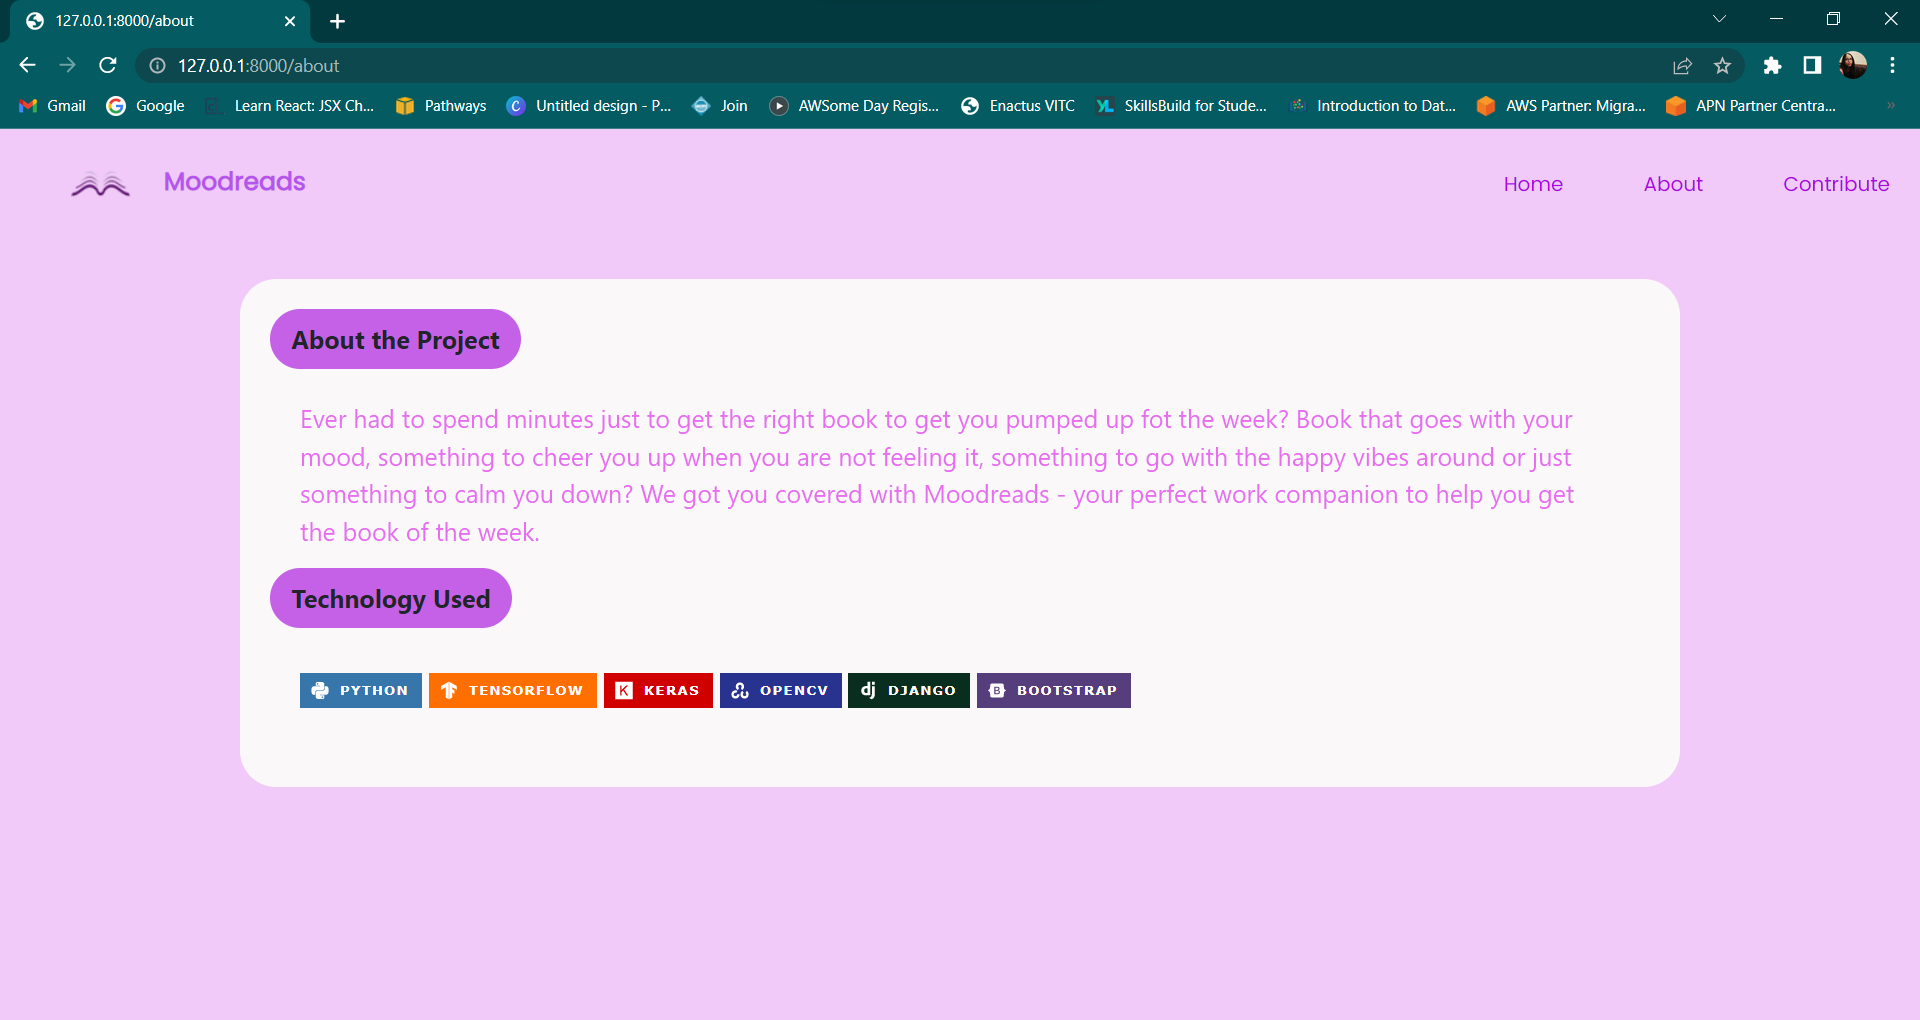 127.0.0.1:8000/about
127.0.0.1:8000/about
Gmail Google Learn React: JSX Ch... Pathways Untitled design - P... Join AWSome Day Regis... Enactus VITC SkillsBuild for Stude... Introduction to Dat... AWS Partner: Migra... APN Partner Centra... »
Moodreads Home About Contribute
About the Project
Ever had to spend minutes just to get the right book to get you pumped up fot the week? Book that goes with your
mood, something to cheer you up when you are not feeling it, something to go with the happy vibes around or just
something to calm you down? We got you covered with Moodreads - your perfect work companion to help you get
the book of the week.
Technology Used
PYTHON TENSORFLOW K KERAS OPENCV dj DJANGO B BOOTSTRAP